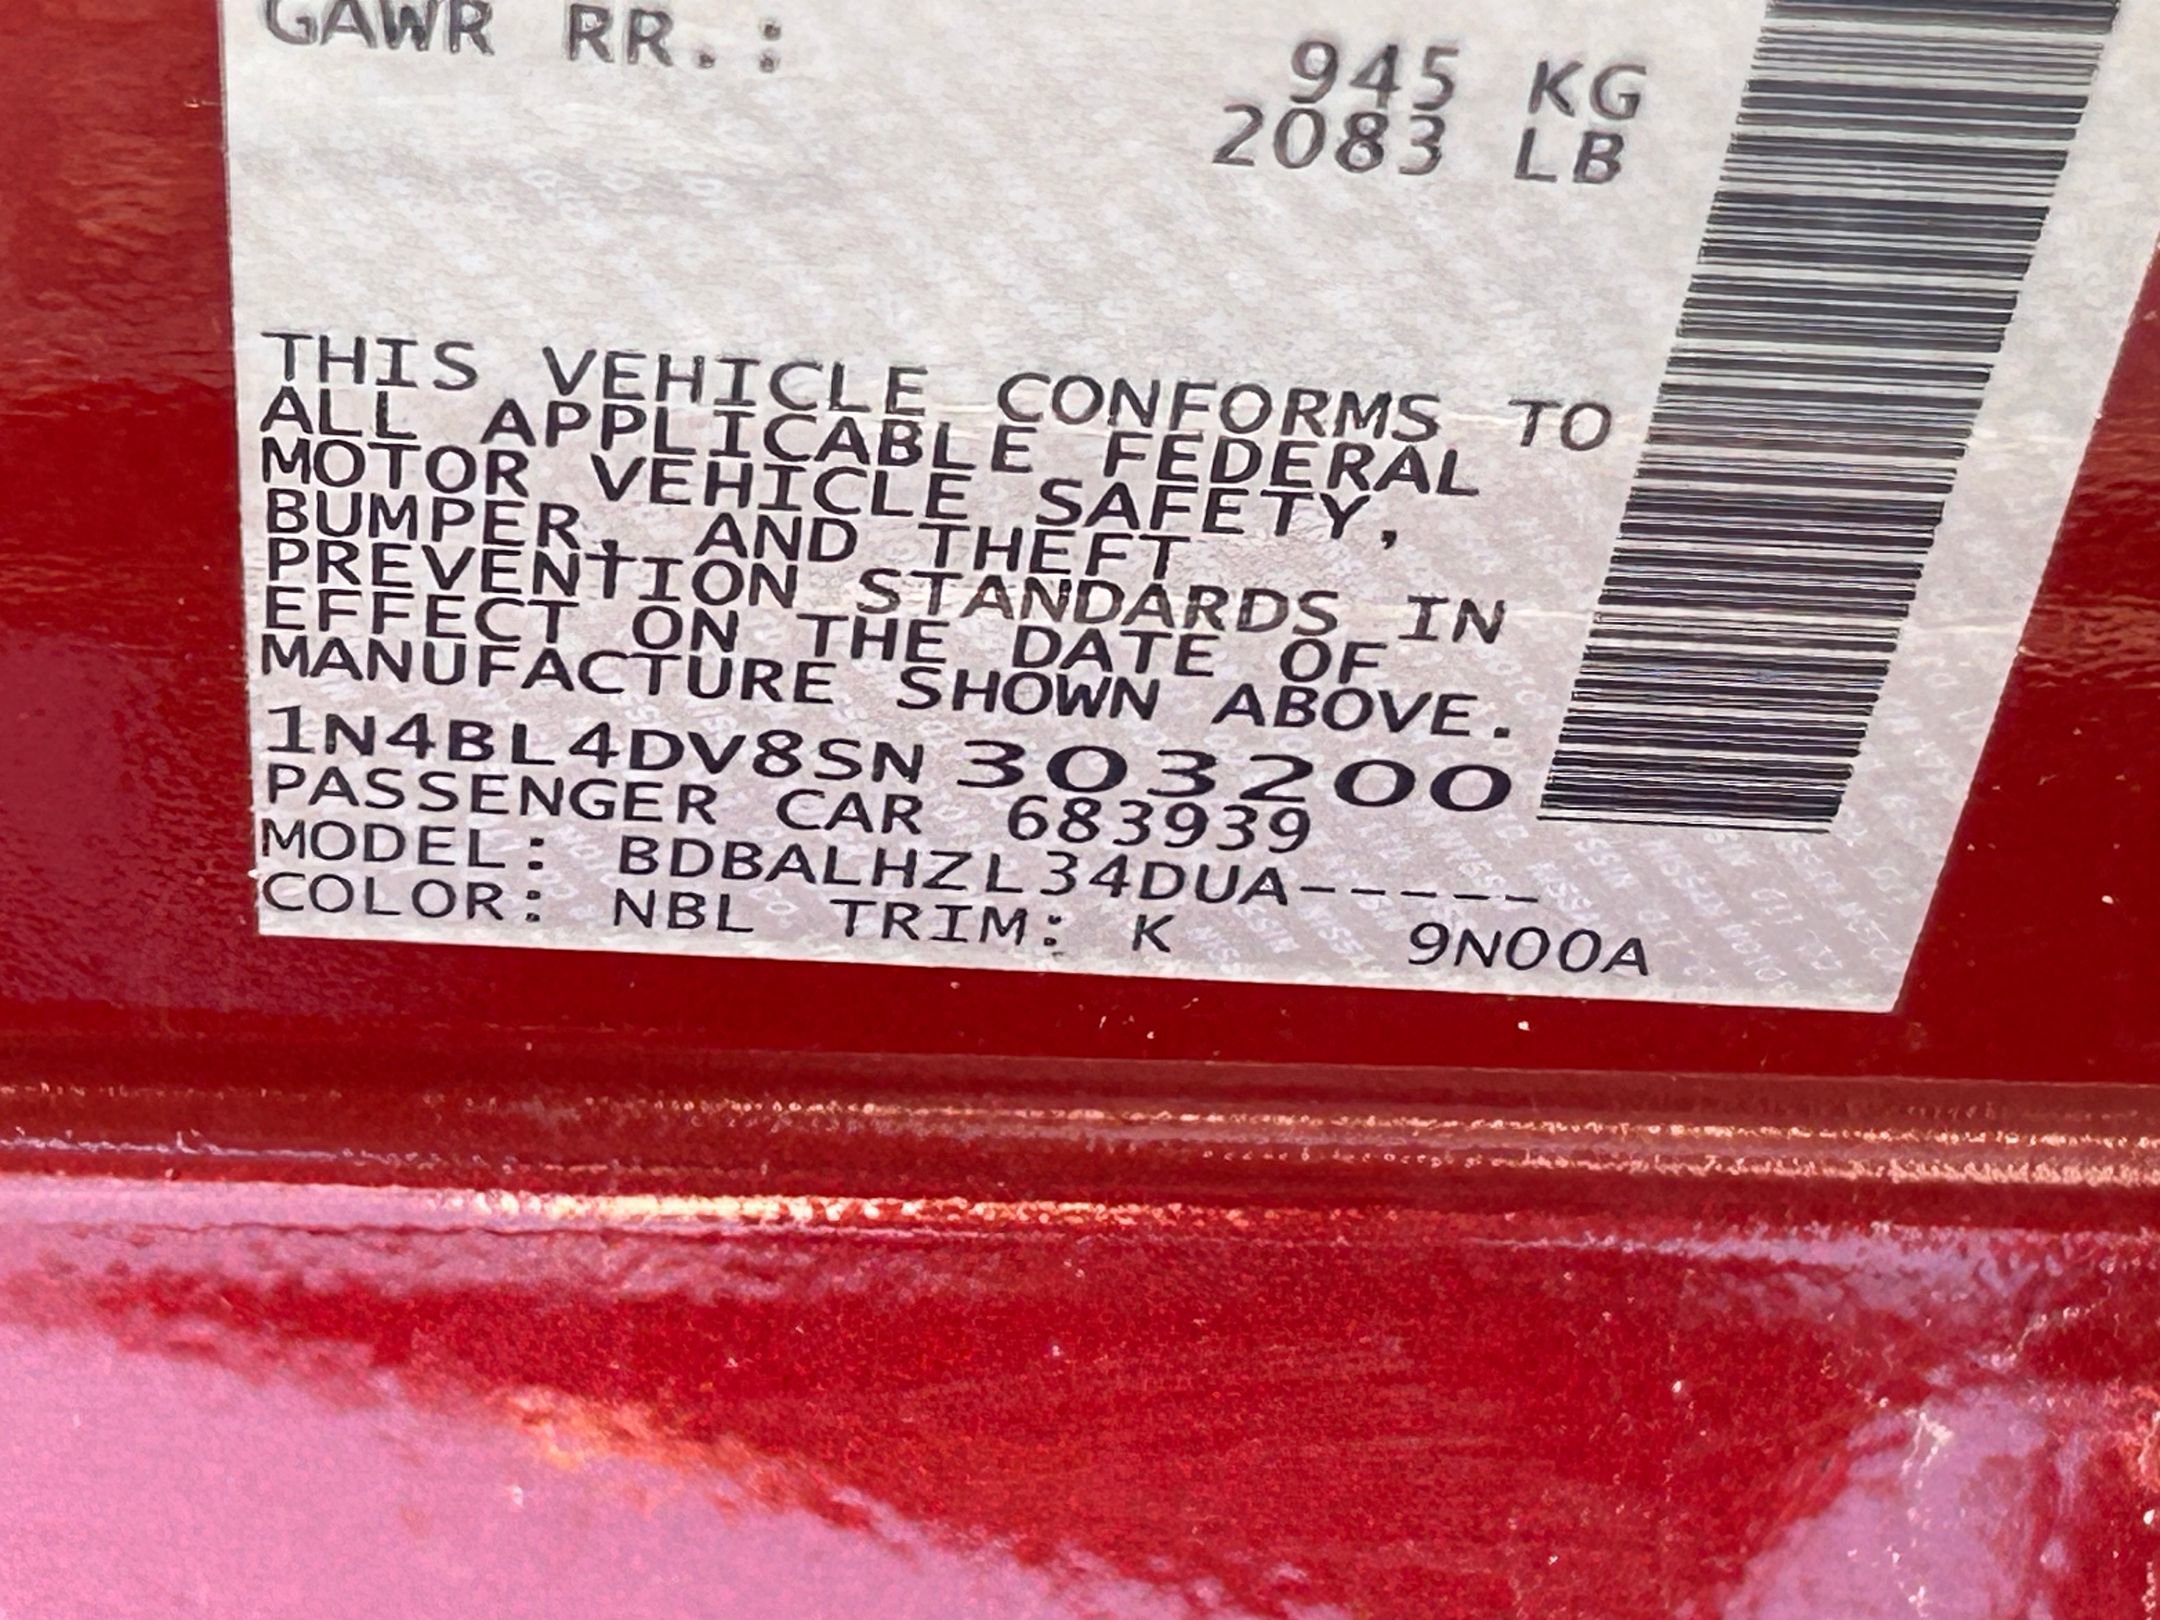 GAWR RR.:
945 KG
2083 LB
THIS VEHICLE CONFORMS TO
ALL APPLICABLE FEDERAL
MOTOR VEHICLE SAFETY,
BUMPER, AND THEFT
PREVENTION STANDARDS IN
EFFECT ON THE DATE OF
MANUFACTURE SHOWN ABOVE.
1N4BL4DV8SN303200
PASSENGER CAR 683939
MODEL: BDBALHZL34DUA-----
COLOR: NBL TRIM: K 9N00A